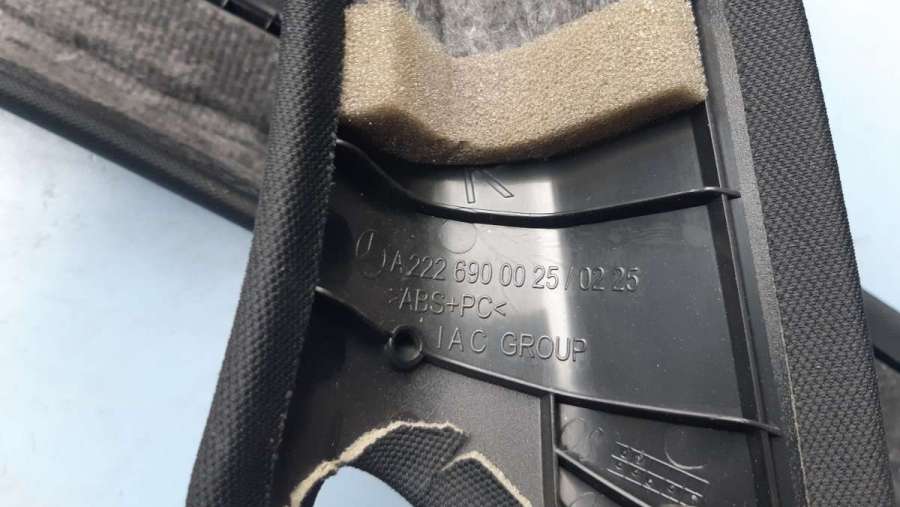 A 222 690 00 25 / 02 25
>ABS+PC<
IAC GROUP